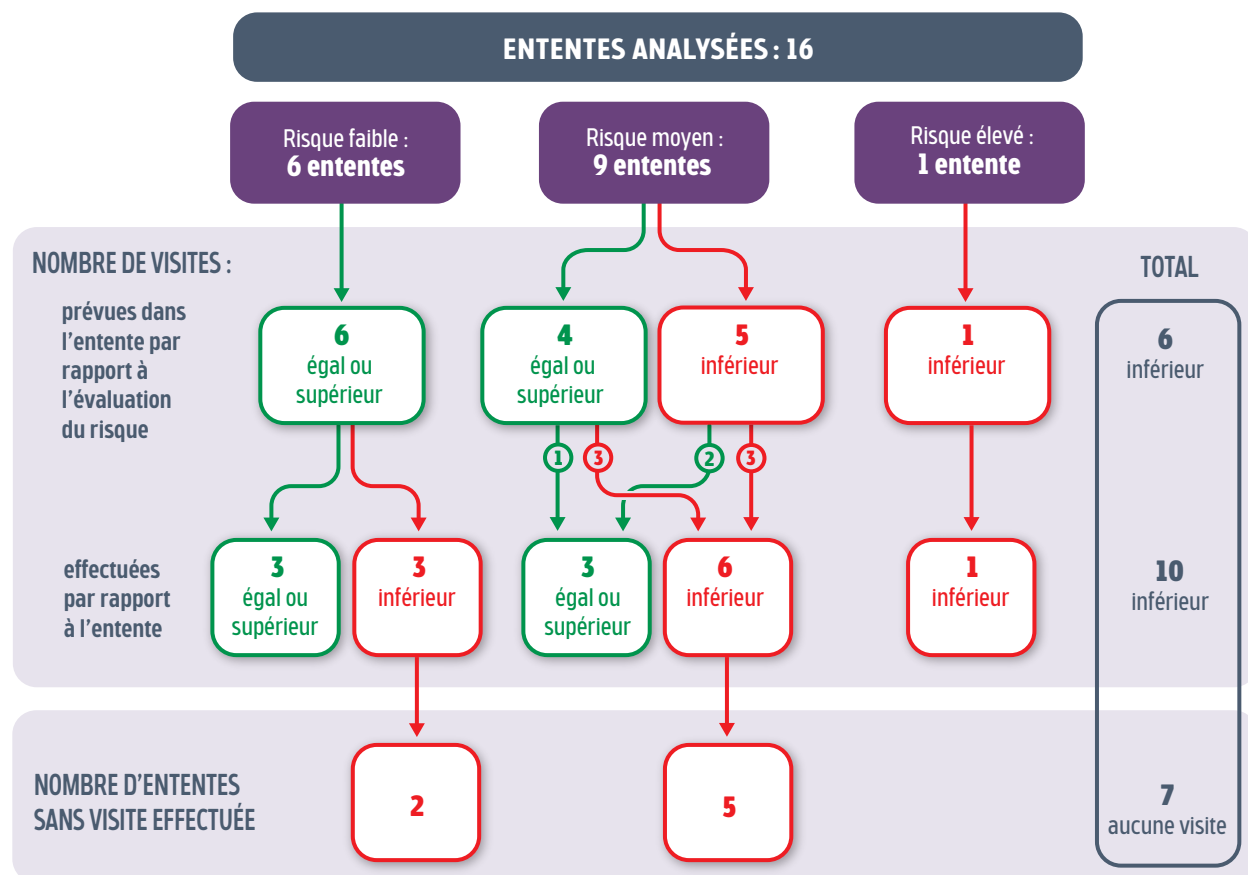 ENTENTES ANALYSÉES : 16
Risque faible :
6 ententes
Risque moyen :
9 ententes
Risque élevé :
1 entente
NOMBRE DE VISITES :
TOTAL
prévues dans
l'entente par
rapport à
l'évaluation
du risque
6
égal ou
supérieur
4
égal ou
supérieur
5
inférieur
1
inférieur
6
inférieur
1
3
2
3
effectuées
par rapport
à l'entente
3
égal ou
supérieur
3
inférieur
3
égal ou
supérieur
6
inférieur
1
inférieur
10
inférieur
NOMBRE D'ENTENTES
SANS VISITE EFFECTUÉE
2
5
7
aucune visite